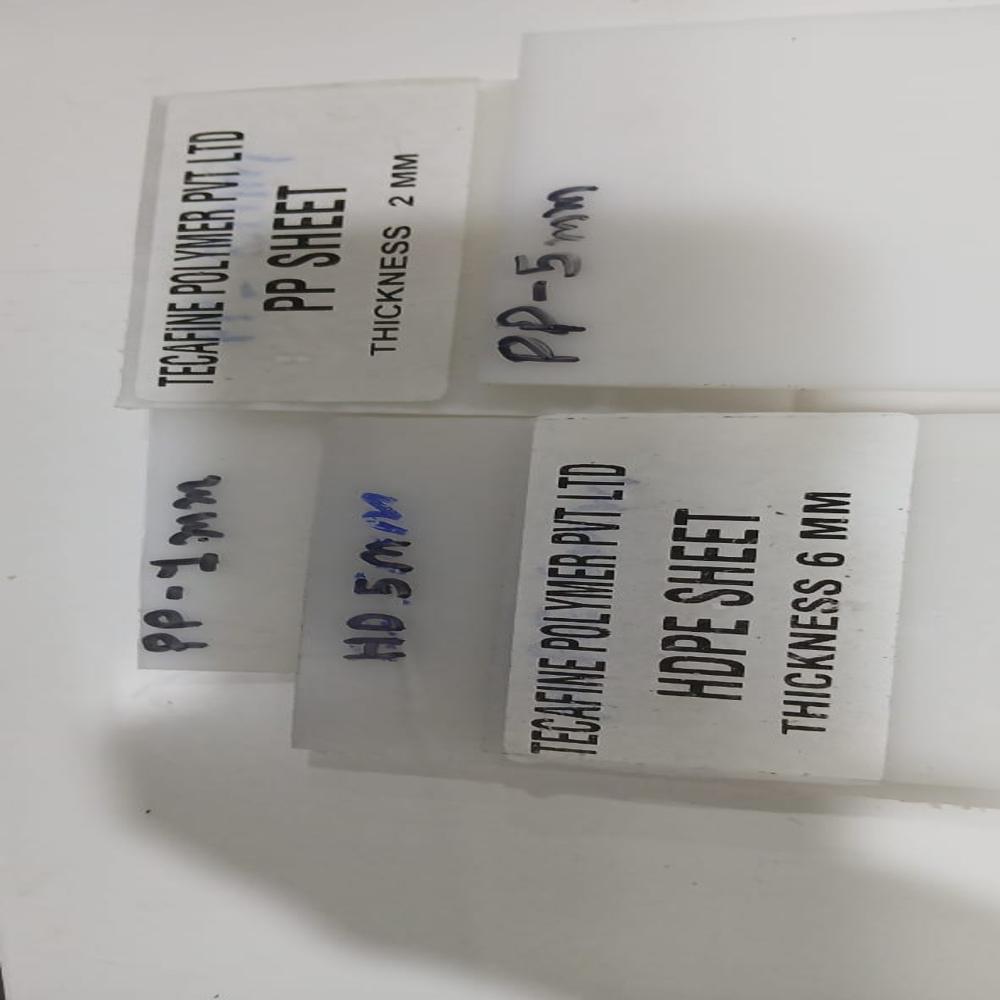 TECAFINE POLYMER PVT LTD
PP SHEET
THICKNESS 2 MM
PP-5mm
PP-1mm
HD 5mm
TECAFINE POLYMER PVT LTD
HDPE SHEET
THICKNESS 6 MM